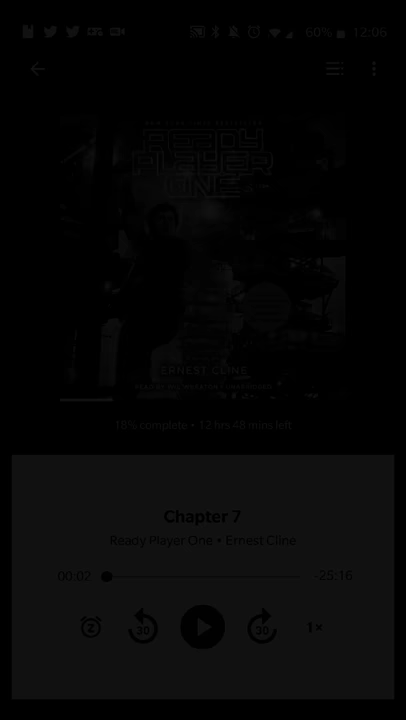 60% 12:06
READY
PLAYER
ONE
ERNEST CLINE
18% complete • 12 hrs 48 mins left
Chapter 7
Ready Player One • Ernest Cline
00:02 -25:16
30 30 1×